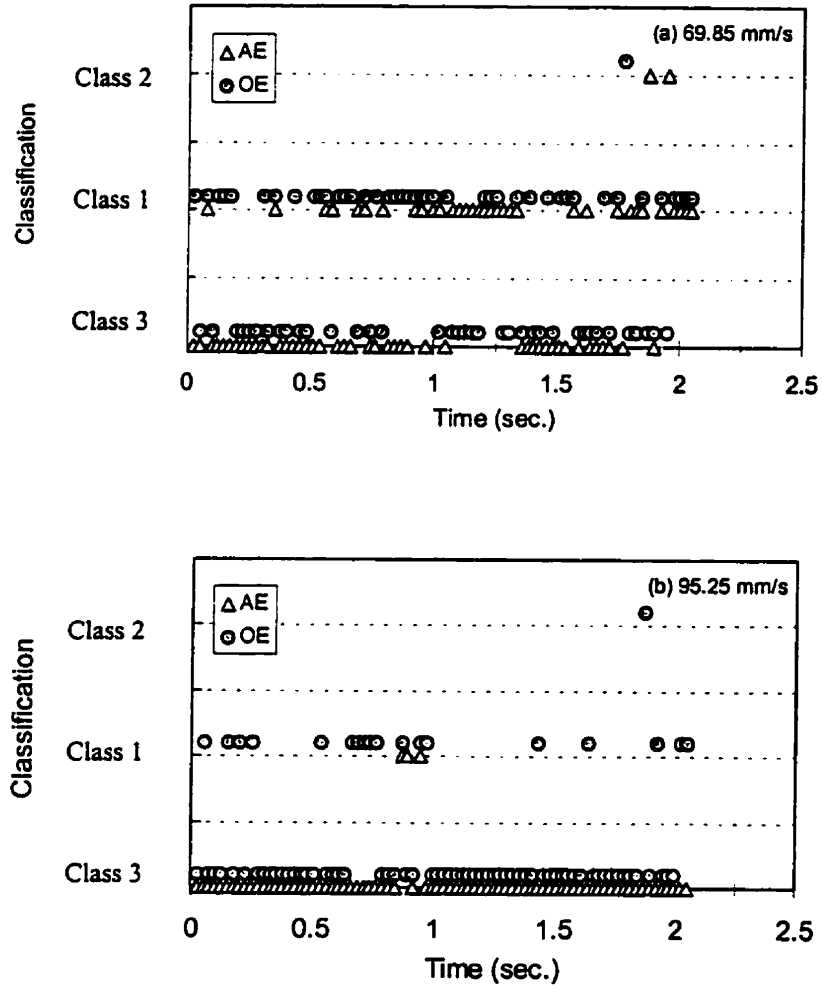 (a) 69.85 mm/s
AE
OE
Class 2
Class 1
Class 3
Classification
0 0.5 1 1.5 2 2.5
Time (sec.)
(b) 95.25 mm/s
AE
OE
Class 2
Class 1
Class 3
Classification
0 0.5 1 1.5 2 2.5
Time (sec.)